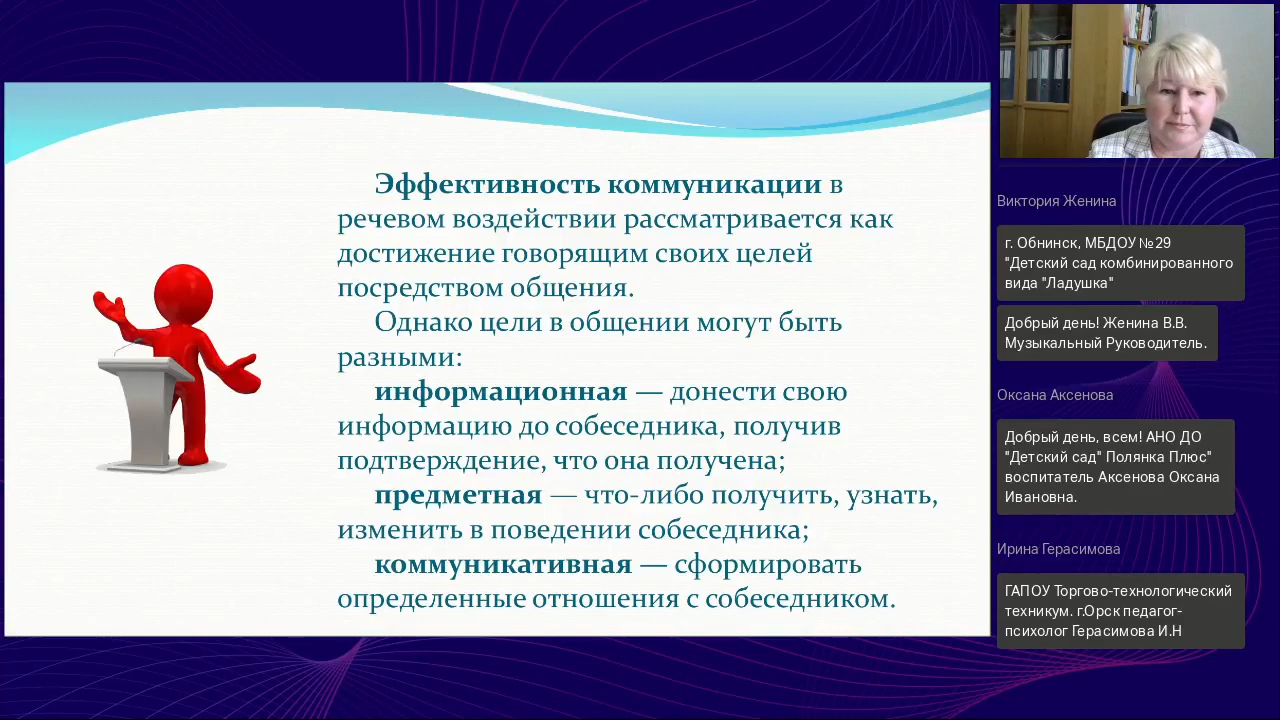 Эффективность коммуникации в
речевом воздействии рассматривается как
достижение говорящим своих целей
посредством общения.
Однако цели в общении могут быть
разными:
информационная — донести свою
информацию до собеседника, получив
подтверждение, что она получена;
предметная — что-либо получить, узнать,
изменить в поведении собеседника;
коммуникативная — сформировать
определенные отношения с собеседником.
Виктория Женина
г. Обнинск, МБДОУ №29
"Детский сад комбинированного
вида "Ладушка"
Добрый день! Женина В.В.
Музыкальный Руководитель.
Оксана Аксенова
Добрый день, всем! АНО ДО
"Детский сад" Полянка Плюс"
воспитатель Аксенова Оксана
Ивановна.
Ирина Герасимова
ГАПОУ Торгово-технологический
техникум. г.Орск педагог-
психолог Герасимова И.Н